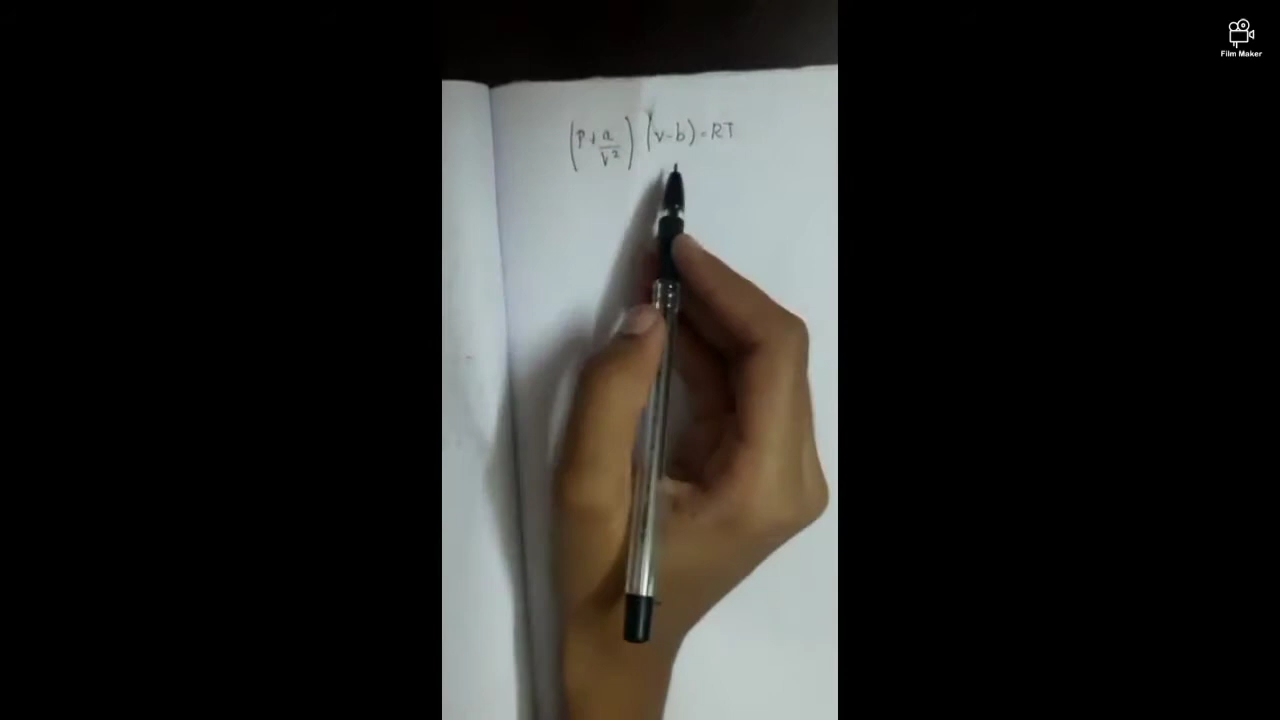 (P + a/V²) (V - b) = RT
Film Maker